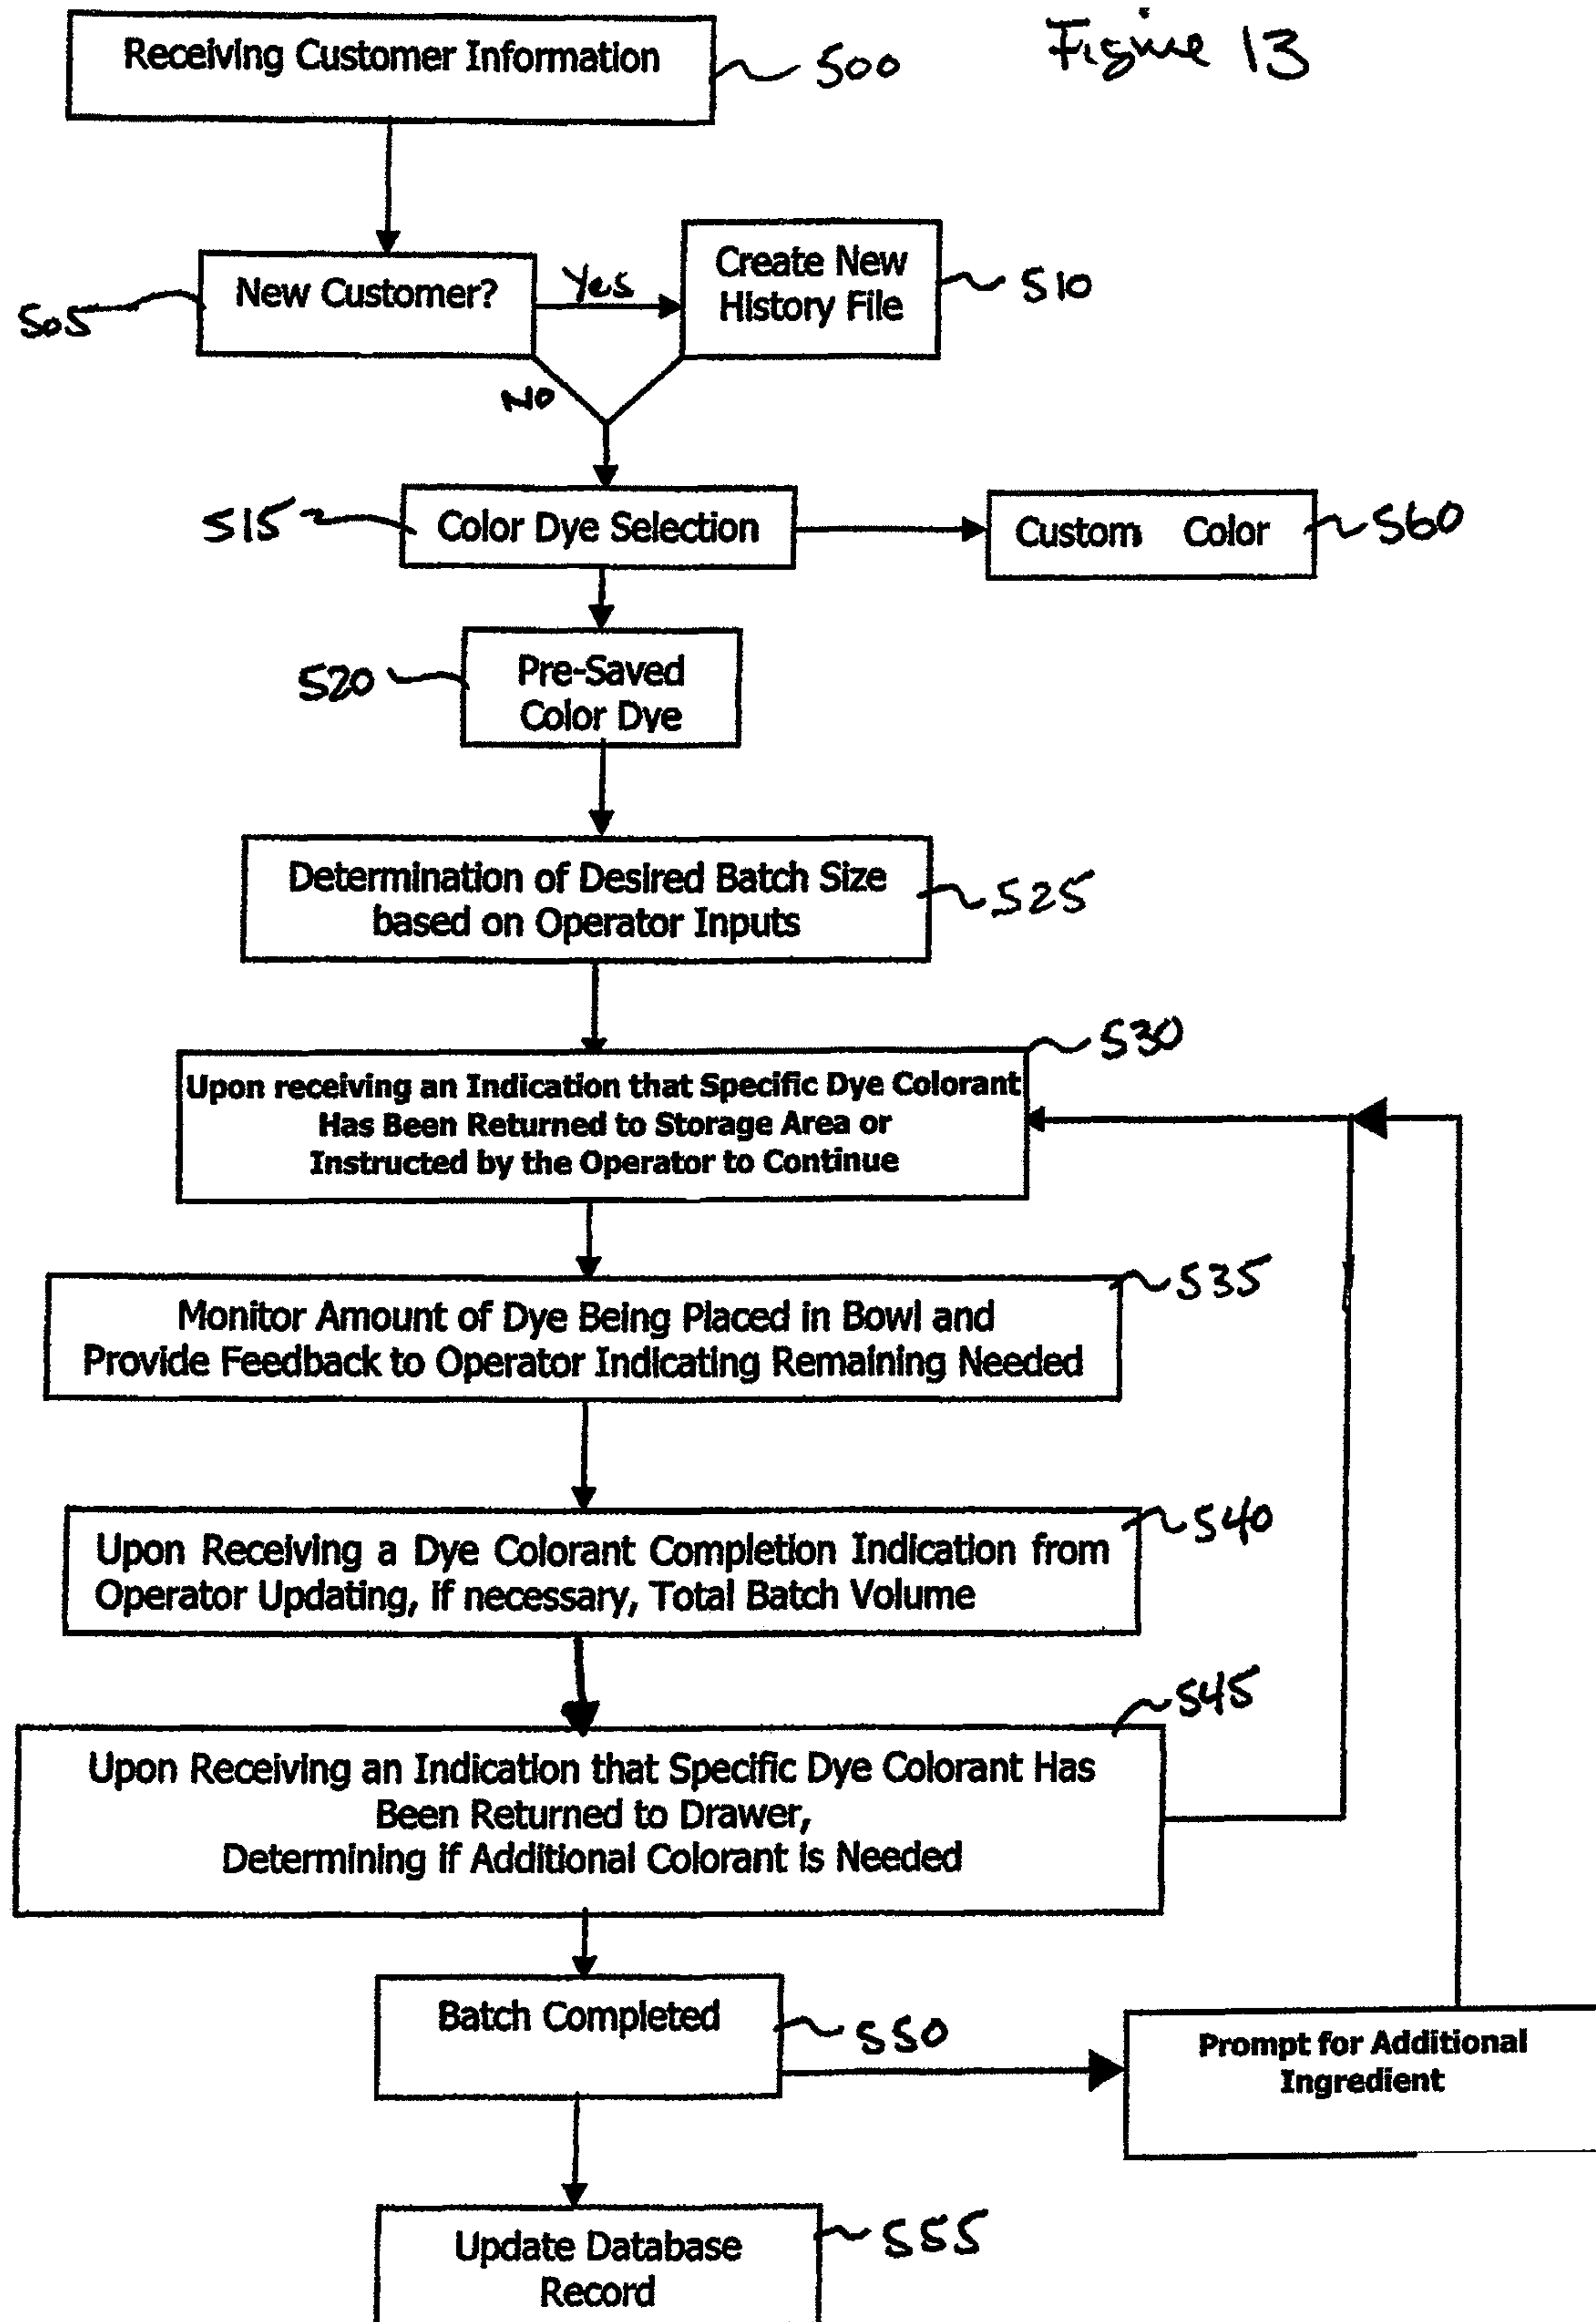 Figure 13
Receiving Customer Information
500
New Customer?
Yes
Create New
History File
510
505
No
515
Color Dye Selection
Custom Color
560
520
Pre-Saved
Color Dye
Determination of Desired Batch Size
based on Operator Inputs
525
530
Upon receiving an Indication that Specific Dye Colorant
Has Been Returned to Storage Area or
Instructed by the Operator to Continue
535
Monitor Amount of Dye Being Placed in Bowl and
Provide Feedback to Operator Indicating Remaining Needed
540
Upon Receiving a Dye Colorant Completion Indication from
Operator Updating, if necessary, Total Batch Volume
545
Upon Receiving an Indication that Specific Dye Colorant Has
Been Returned to Drawer,
Determining if Additional Colorant is Needed
Batch Completed
550
Prompt for Additional
Ingredient
Update Database
Record
555